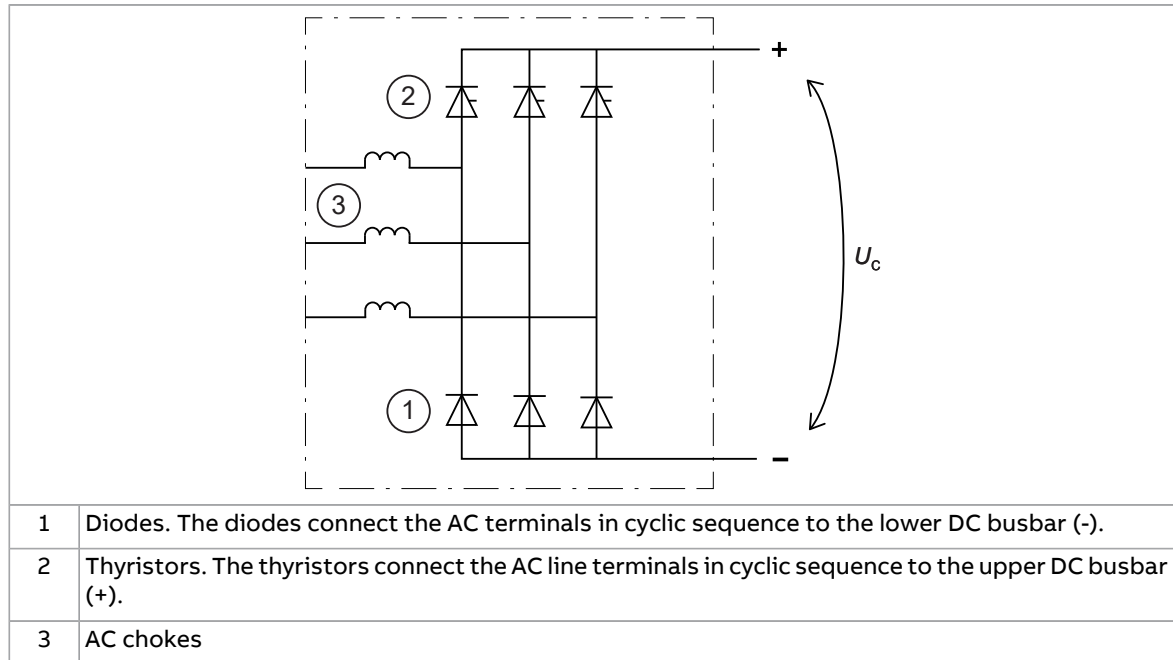 +
2
3
U_c
1
−
1 Diodes. The diodes connect the AC terminals in cyclic sequence to the lower DC busbar (-).
2 Thyristors. The thyristors connect the AC line terminals in cyclic sequence to the upper DC busbar
(+).
3 AC chokes